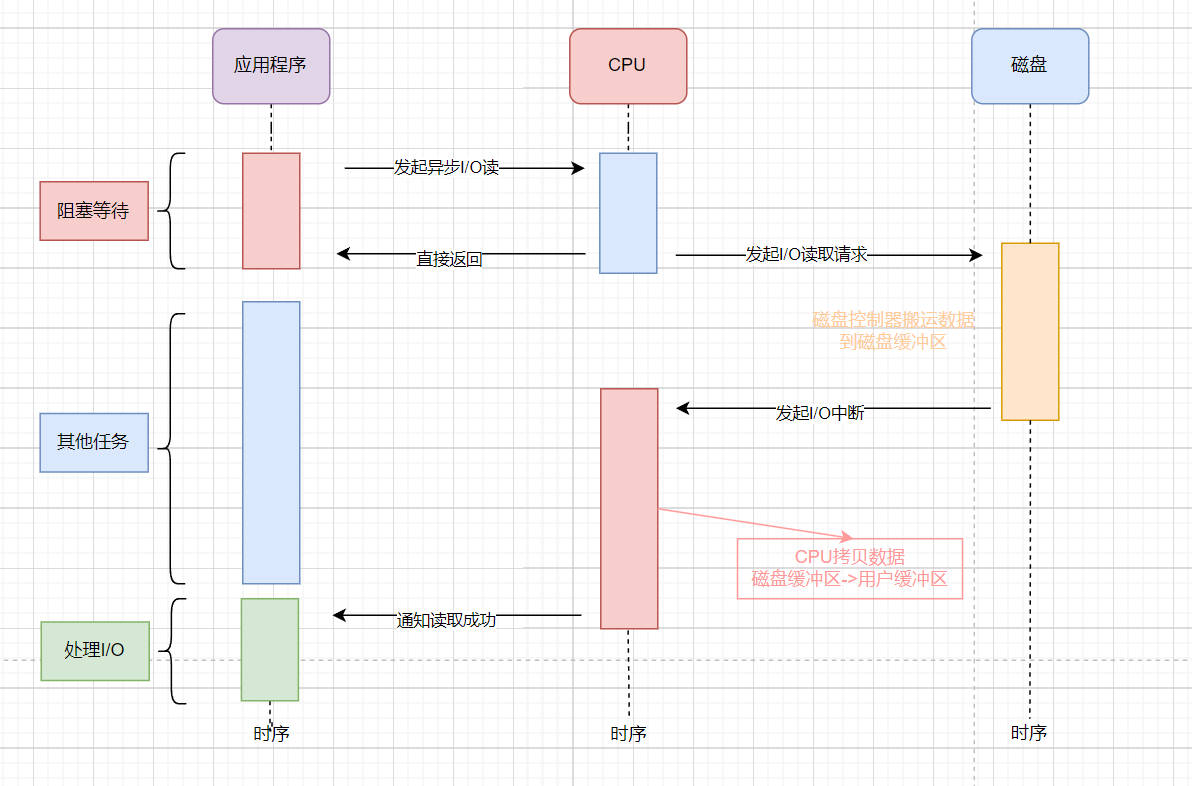 应用程序
CPU
磁盘
发起异步I/O读
阻塞等待
直接返回
发起I/O读取请求
磁盘控制器搬运数据
到磁盘缓冲区
发起I/O中断
其他任务
CPU拷贝数据
磁盘缓冲区->用户缓冲区
通知读取成功
处理I/O
时序
时序
时序